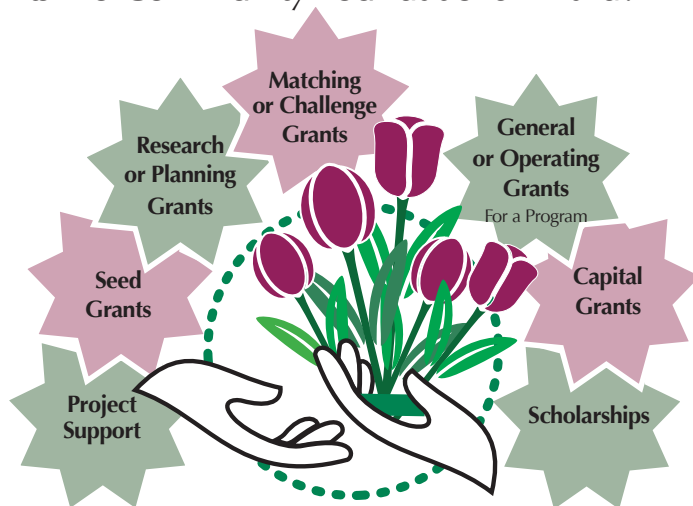 Matching
or Challenge
Grants
Research
or Planning
Grants
General
or Operating
Grants
For a Program
Seed
Grants
Capital
Grants
Project
Support
Scholarships